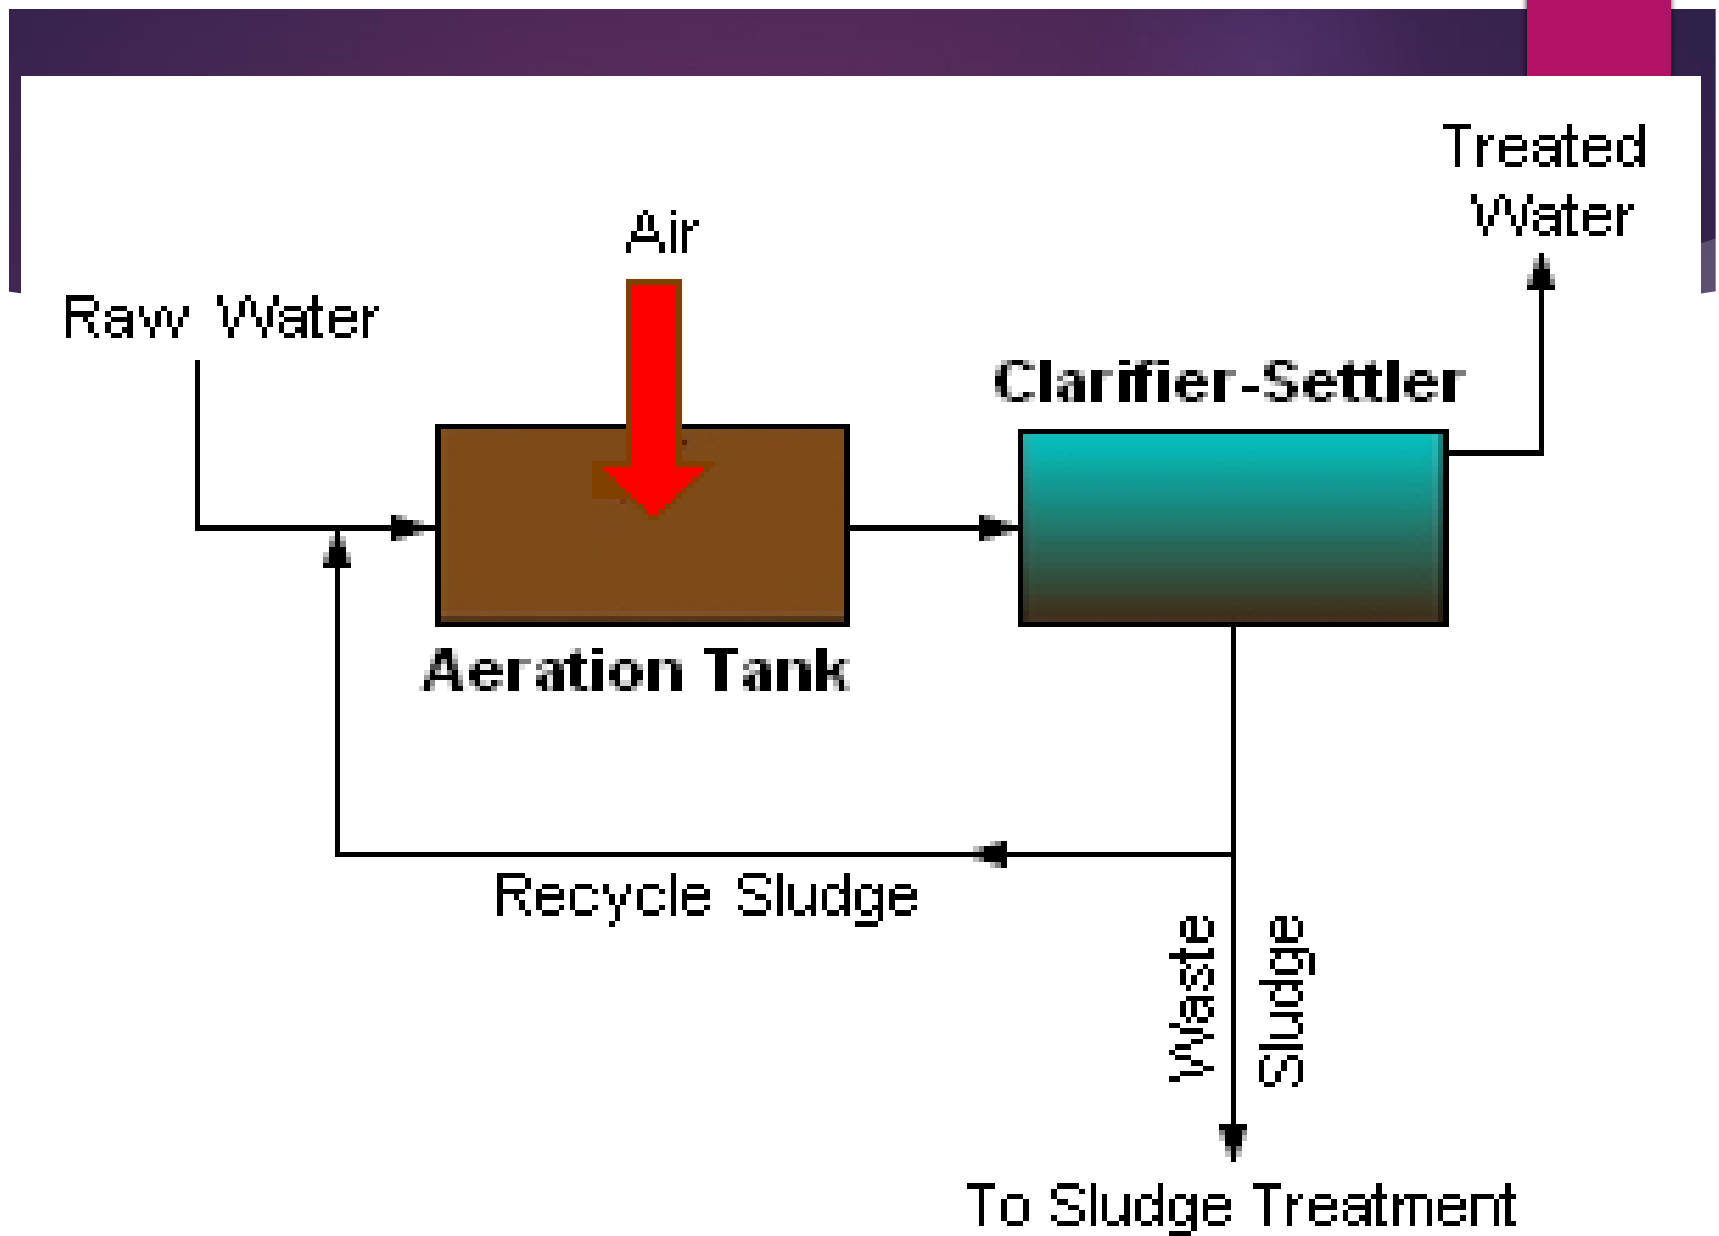 Treated
Water
Air
Raw Water
Clarifier-Settler
Aeration Tank
Recycle Sludge
Waste
Sludge
To Sludge Treatment